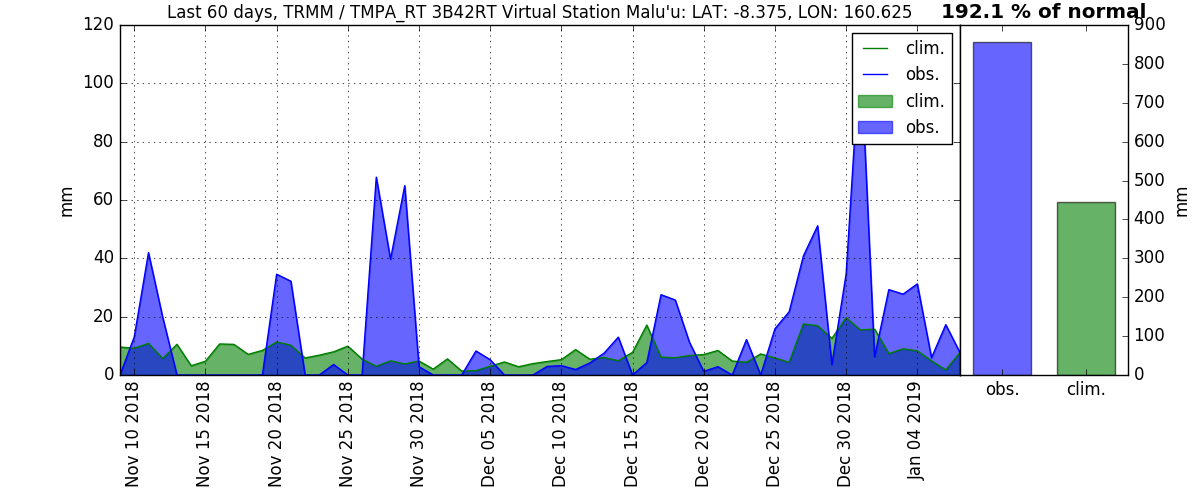 Last 60 days, TRMM / TMPA_RT 3B42RT Virtual Station Malu'u: LAT: -8.375, LON: 160.625
192.1 % of normal
120
100
80
60
40
20
0
mm
clim.
obs.
clim.
obs.
900
800
700
600
500
400
300
200
100
0
mm
obs.
clim.
Nov 10 2018
Nov 15 2018
Nov 20 2018
Nov 25 2018
Nov 30 2018
Dec 05 2018
Dec 10 2018
Dec 15 2018
Dec 20 2018
Dec 25 2018
Dec 30 2018
Jan 04 2019